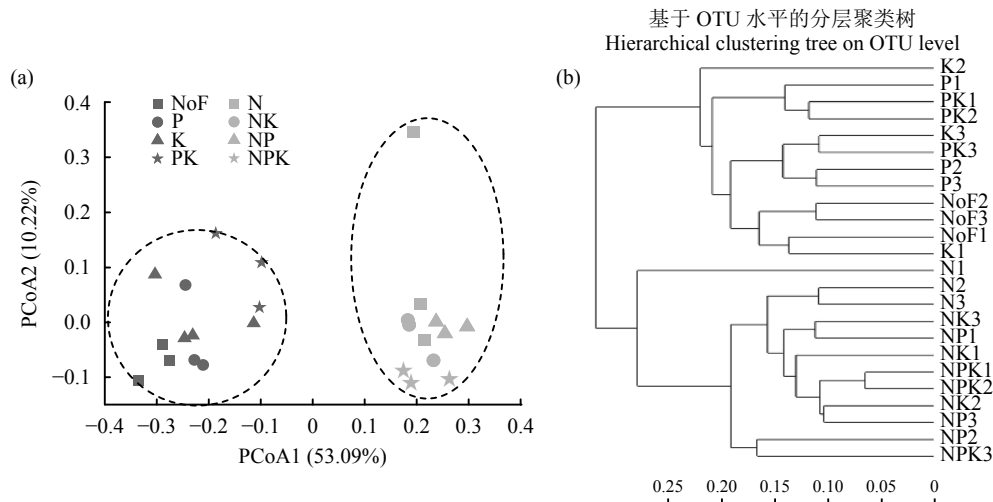 基于 OTU 水平的分层聚类树
Hierarchical clustering tree on OTU level
(a)
(b)
NoF
N
P
NK
K
NP
PK
NPK
0.4
0.3
0.2
0.1
0.0
−0.1
PCoA2 (10.22%)
−0.4
−0.3
−0.2
−0.1
0
0.1
0.2
0.3
0.4
PCoA1 (53.09%)
K2
P1
PK1
PK2
K3
PK3
P2
P3
NoF2
NoF3
NoF1
K1
N1
N2
N3
NK3
NP1
NK1
NPK1
NPK2
NK2
NP3
NP2
NPK3
0.25
0.20
0.15
0.10
0.05
0